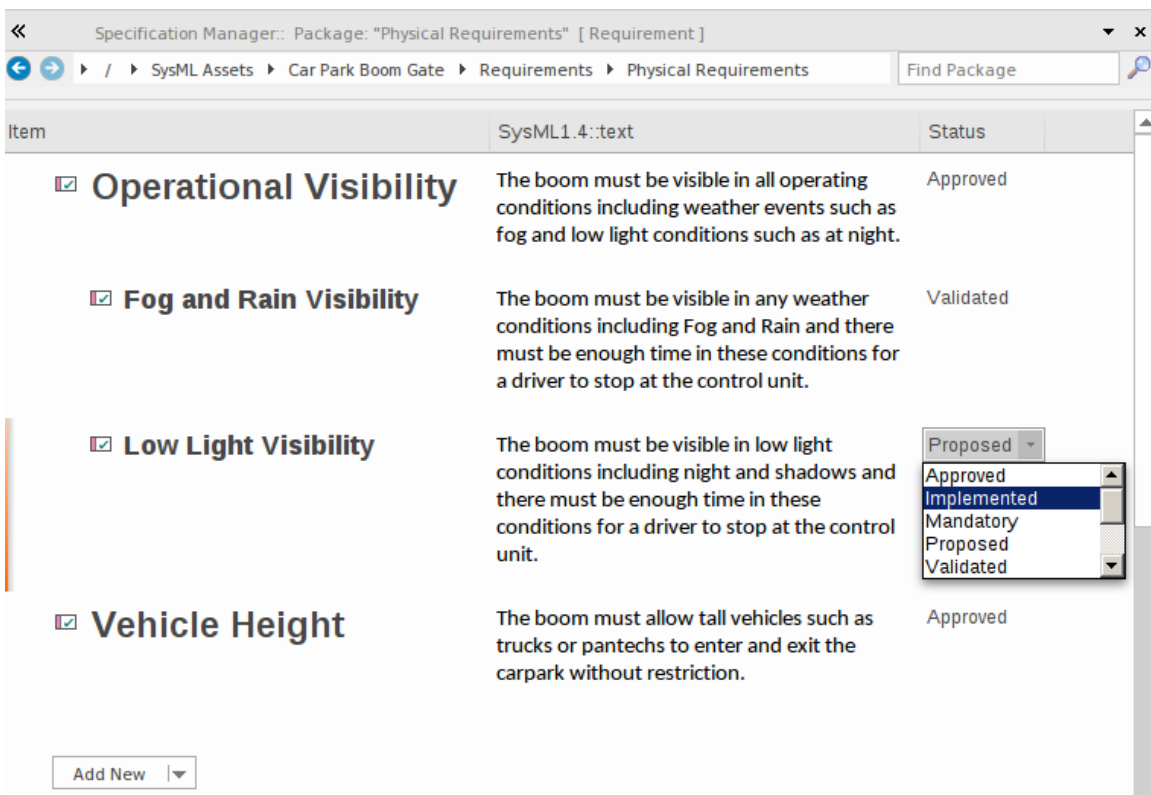 Specification Manager:: Package: "Physical Requirements" [ Requirement ]
/ SysML Assets Car Park Boom Gate Requirements Physical Requirements Find Package
Item SysML1.4::text Status
Operational Visibility
The boom must be visible in all operating
conditions including weather events such as
fog and low light conditions such as at night.
Approved
Fog and Rain Visibility
The boom must be visible in any weather
conditions including Fog and Rain and there
must be enough time in these conditions for
a driver to stop at the control unit.
Validated
Low Light Visibility
The boom must be visible in low light
conditions including night and shadows and
there must be enough time in these
conditions for a driver to stop at the control
unit.
Proposed
Approved
Implemented
Mandatory
Proposed
Validated
Vehicle Height
The boom must allow tall vehicles such as
trucks or pantechs to enter and exit the
carpark without restriction.
Approved
Add New